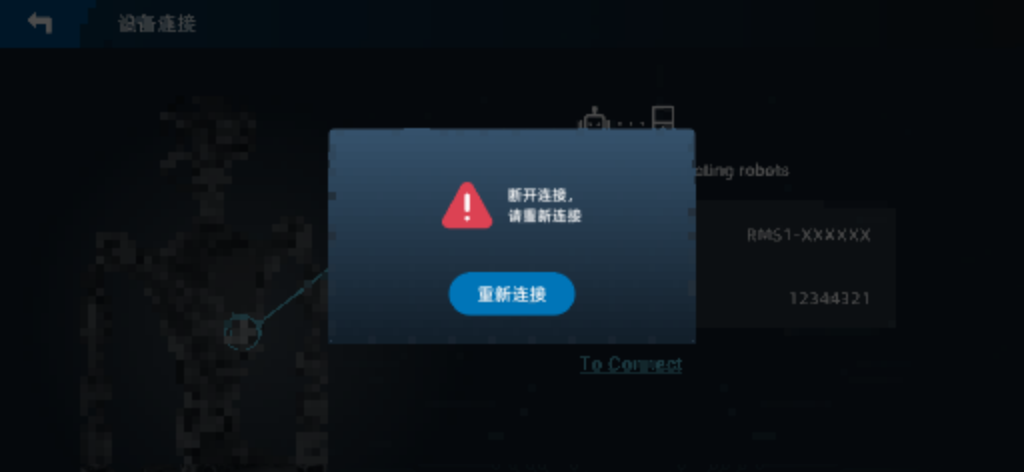 设备连接
断开连接，
请重新连接
重新连接
robots
RMS1-XXXXXX
12344321
To Connect